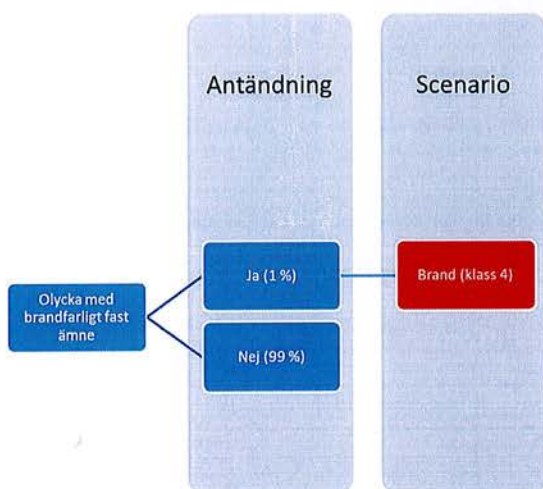 Antändning
Scenario
Ja (1 %)
Brand (klass 4)
Olycka med
brandfarligt fast
ämne
Nej (99 %)